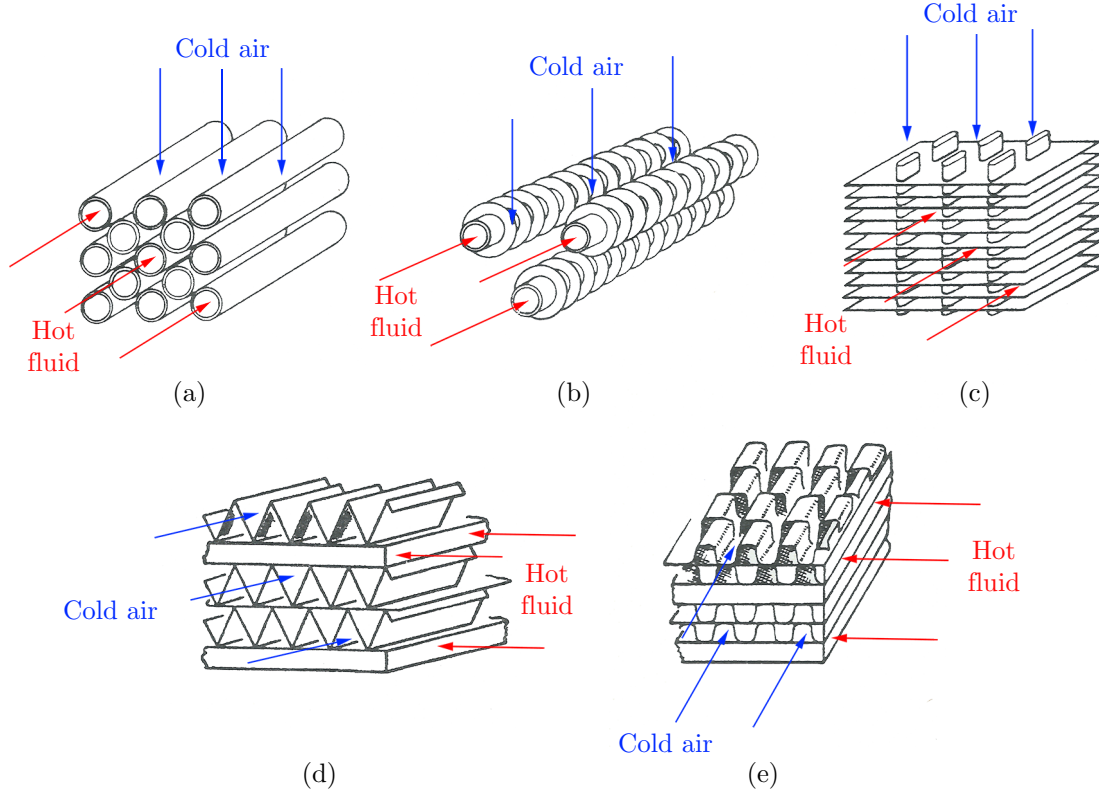 Cold air
Hot
fluid
(a)
Cold air
Hot
fluid
(b)
Cold air
Hot
fluid
(c)
Cold air
Hot
fluid
(d)
Hot
fluid
Cold air
(e)